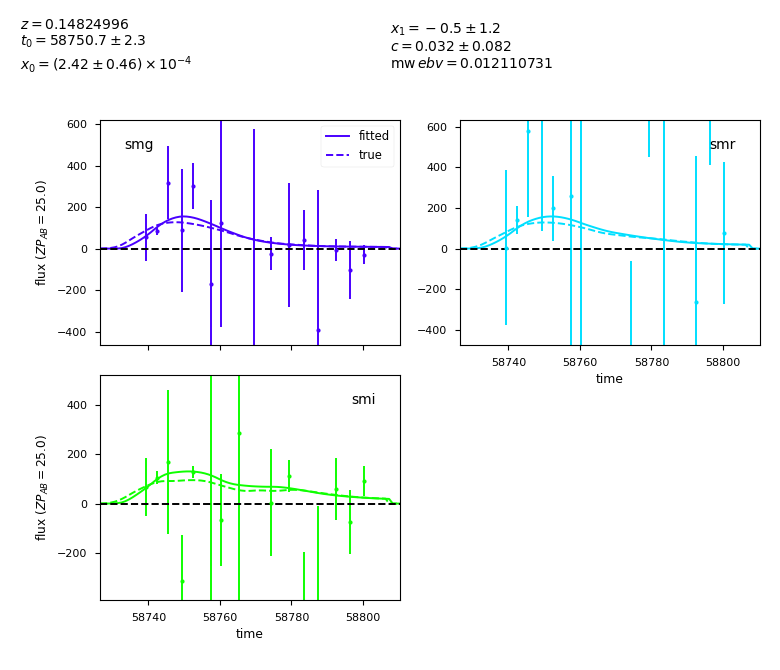 z = 0.14824996
t₀ = 58750.7 ± 2.3
x₀ = (2.42 ± 0.46) × 10⁻⁴
x₁ = −0.5 ± 1.2
c = 0.032 ± 0.082
mw ebv = 0.012110731
600
400
200
0
−200
−400
flux (ZP_AB = 25.0)
smg
fitted
true
600
400
200
0
−200
−400
smr
58740 58760 58780 58800
time
400
200
0
−200
flux (ZP_AB = 25.0)
smi
58740 58760 58780 58800
time